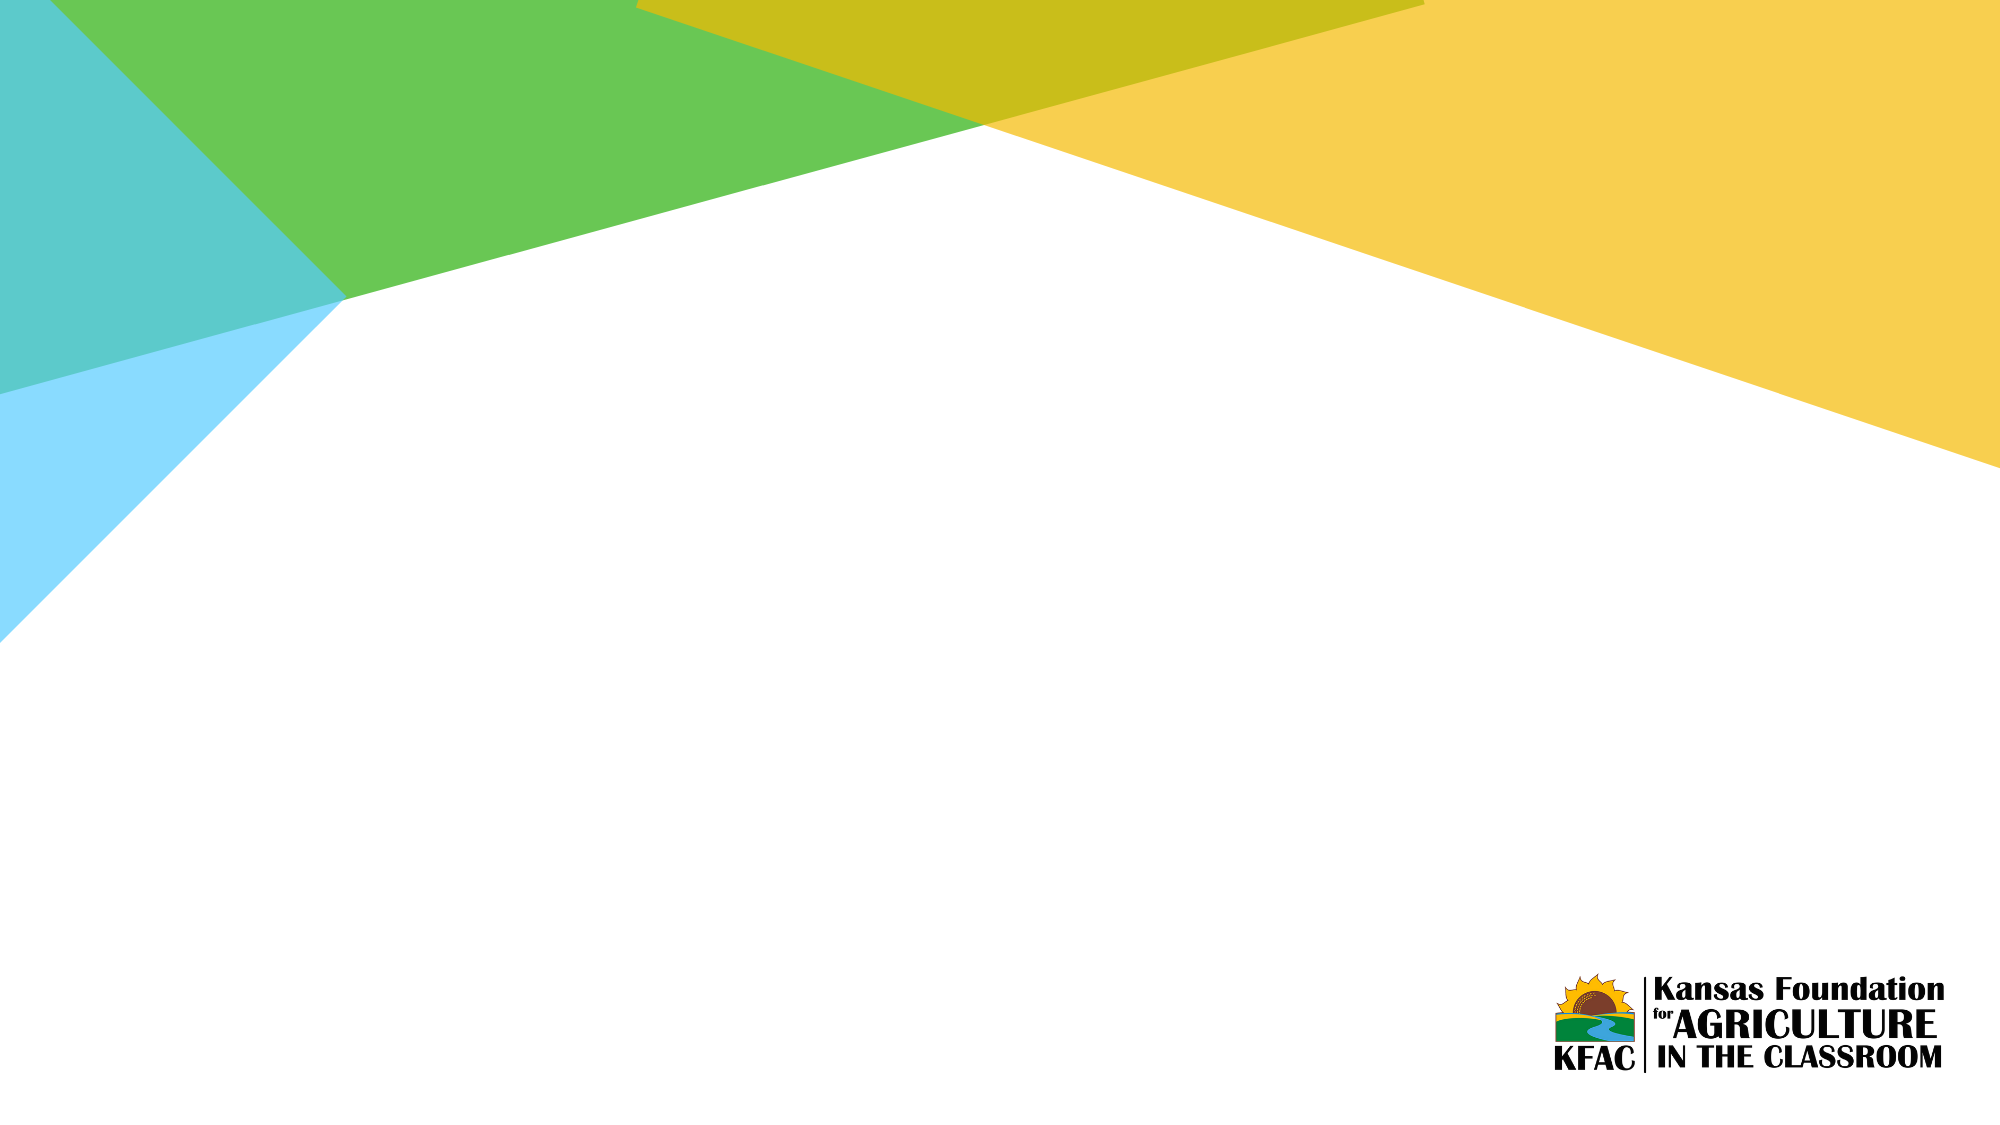 KFAC
Kansas Foundation
for AGRICULTURE
IN THE CLASSROOM